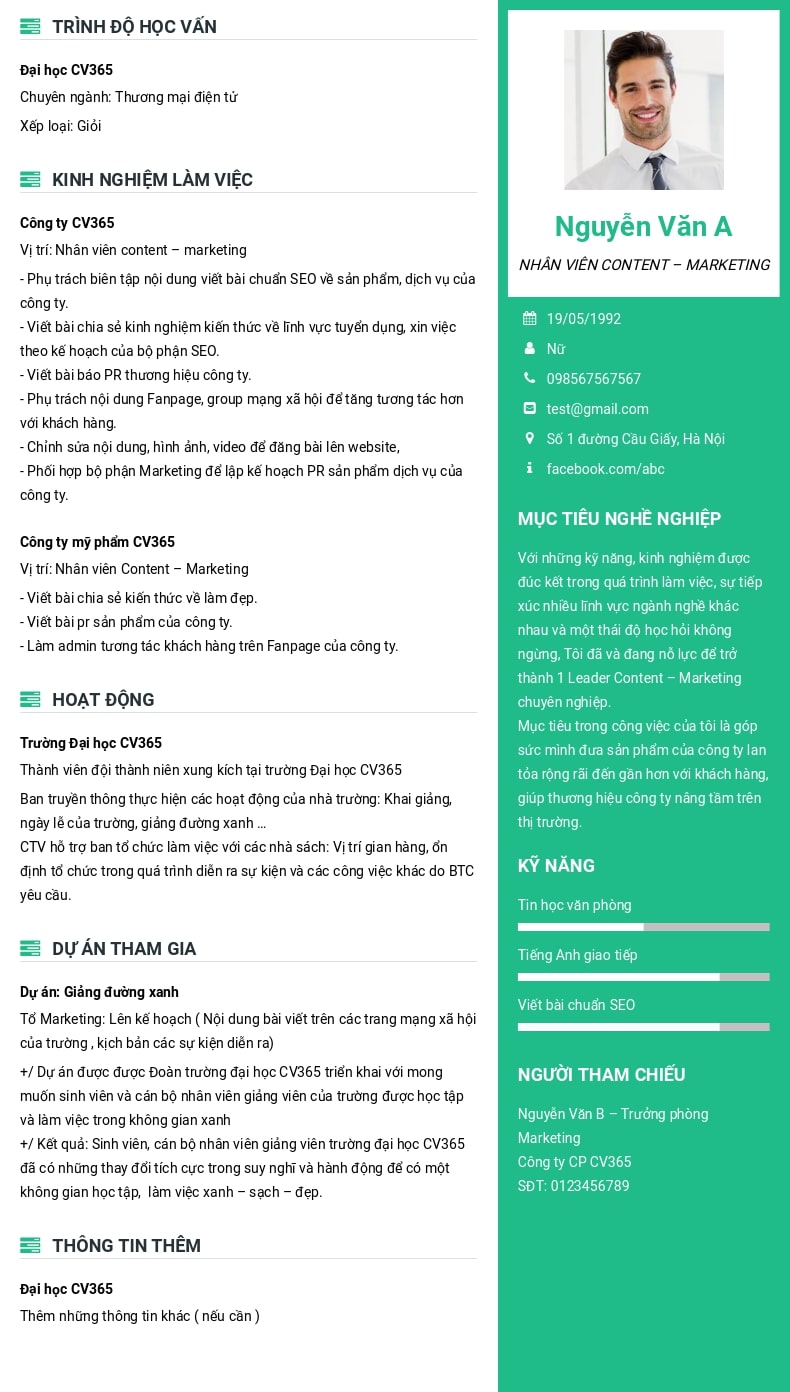 TRÌNH ĐỘ HỌC VẤN
Đại học CV365
Chuyên ngành: Thương mại điện tử
Xếp loại: Giỏi
KINH NGHIỆM LÀM VIỆC
Công ty CV365
Vị trí: Nhân viên content – marketing
- Phụ trách biên tập nội dung viết bài chuẩn SEO về sản phẩm, dịch vụ của
công ty.
- Viết bài chia sẻ kinh nghiệm kiến thức về lĩnh vực tuyển dụng, xin việc
theo kế hoạch của bộ phận SEO.
- Viết bài báo PR thương hiệu công ty.
- Phụ trách nội dung Fanpage, group mạng xã hội để tăng tương tác hơn
với khách hàng.
- Chỉnh sửa nội dung, hình ảnh, video để đăng bài lên website,
- Phối hợp bộ phận Marketing để lập kế hoạch PR sản phẩm dịch vụ của
công ty.
Công ty mỹ phẩm CV365
Vị trí: Nhân viên Content – Marketing
- Viết bài chia sẻ kiến thức về làm đẹp.
- Viết bài pr sản phẩm của công ty.
- Làm admin tương tác khách hàng trên Fanpage của công ty.
HOẠT ĐỘNG
Trường Đại học CV365
Thành viên đội thành niên xung kích tại trường Đại học CV365
Ban truyền thông thực hiện các hoạt động của nhà trường: Khai giảng,
ngày lễ của trường, giảng đường xanh ...
CTV hỗ trợ ban tổ chức làm việc với các nhà sách: Vị trí gian hàng, ổn
định tổ chức trong quá trình diễn ra sự kiện và các công việc khác do BTC
yêu cầu.
DỰ ÁN THAM GIA
Dự án: Giảng đường xanh
Tổ Marketing: Lên kế hoạch ( Nội dung bài viết trên các trang mạng xã hội
của trường , kịch bản các sự kiện diễn ra)
+/ Dự án được được Đoàn trường đại học CV365 triển khai với mong
muốn sinh viên và cán bộ nhân viên giảng viên của trường được học tập
và làm việc trong không gian xanh
+/ Kết quả: Sinh viên, cán bộ nhân viên giảng viên trường đại học CV365
đã có những thay đổi tích cực trong suy nghĩ và hành động để có một
không gian học tập,  làm việc xanh – sạch – đẹp.
THÔNG TIN THÊM
Đại học CV365
Thêm những thông tin khác ( nếu cần )
Nguyễn Văn A
NHÂN VIÊN CONTENT – MARKETING
19/05/1992
Nữ
098567567567
test@gmail.com
Số 1 đường Cầu Giấy, Hà Nội
facebook.com/abc
MỤC TIÊU NGHỀ NGHIỆP
Với những kỹ năng, kinh nghiệm được
đúc kết trong quá trình làm việc, sự tiếp
xúc nhiều lĩnh vực ngành nghề khác
nhau và một thái độ học hỏi không
ngừng, Tôi đã và đang nỗ lực để trở
thành 1 Leader Content – Marketing
chuyên nghiệp.
Mục tiêu trong công việc của tôi là góp
sức mình đưa sản phẩm của công ty lan
tỏa rộng rãi đến gần hơn với khách hàng,
giúp thương hiệu công ty nâng tầm trên
thị trường.
KỸ NĂNG
Tin học văn phòng
Tiếng Anh giao tiếp
Viết bài chuẩn SEO
NGƯỜI THAM CHIẾU
Nguyễn Văn B – Trưởng phòng
Marketing
Công ty CP CV365
SĐT: 0123456789